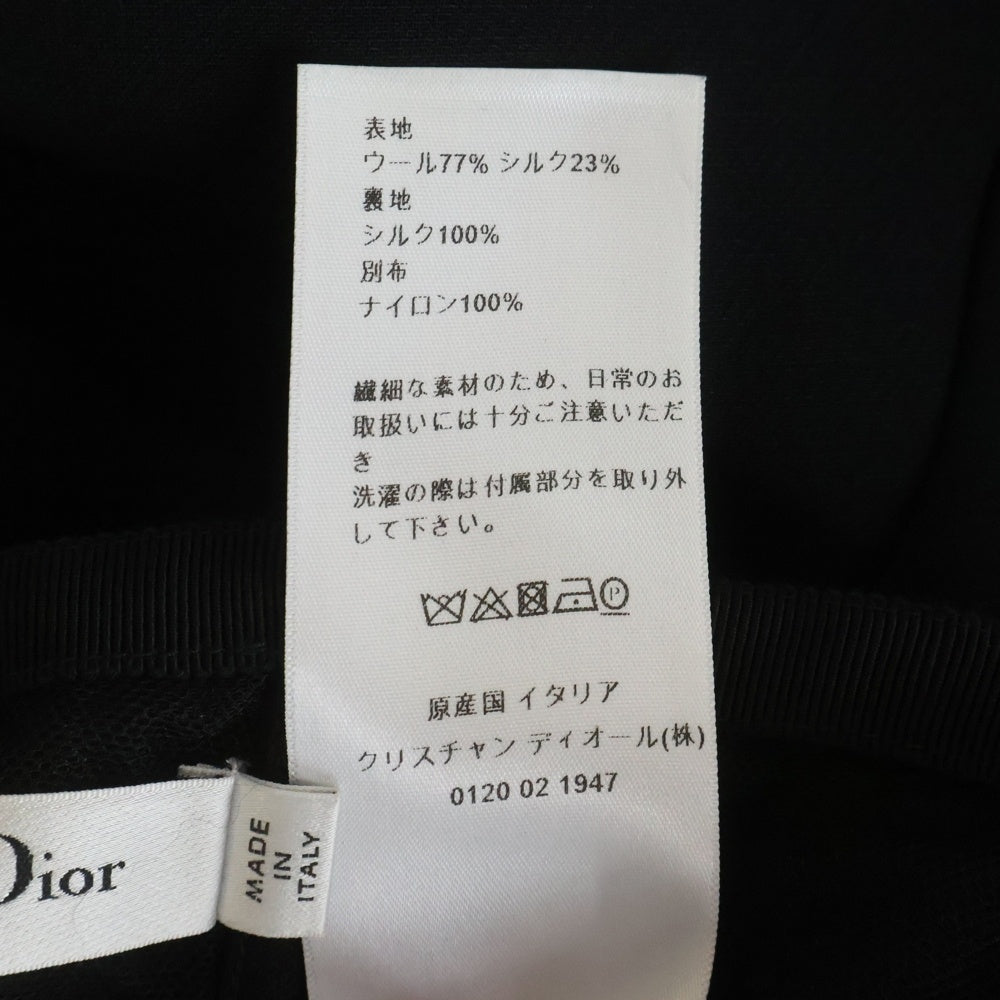 表地
ウール77% シルク23%
裏地
シルク100%
別布
ナイロン100%
繊細な素材のため、日常のお
取扱いには十分ご注意いただ
き
洗濯の際は付属部分を取り外
して下さい。
P
原産国 イタリア
クリスチャン ディオール(株)
0120 02 1947
Dior
MADE
IN
ITALY